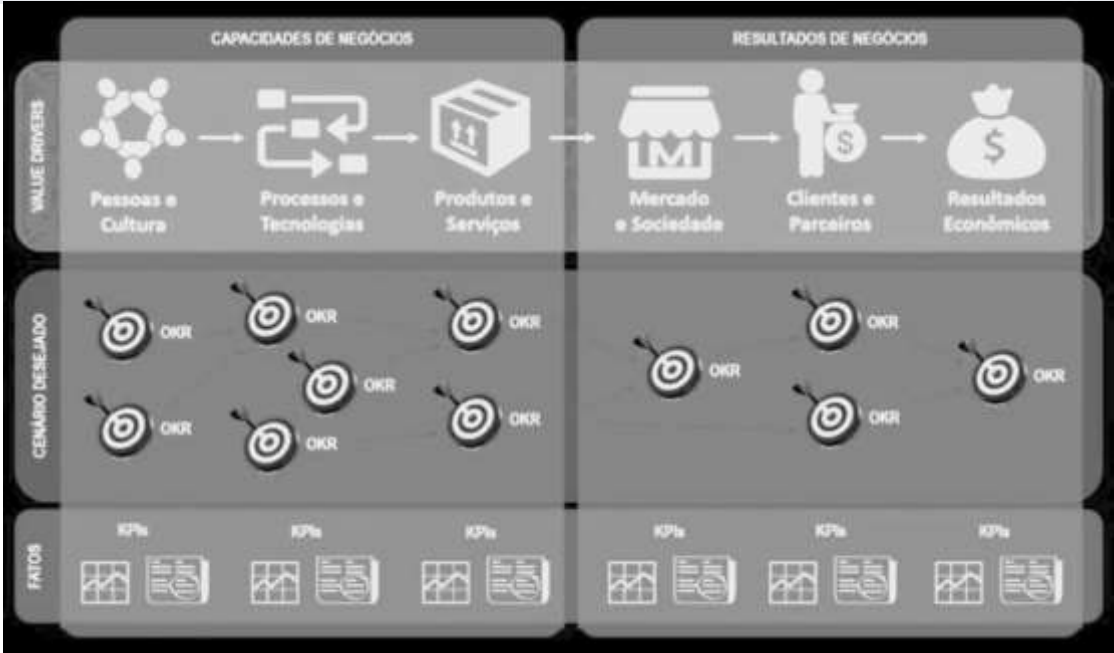 CAPACIDADES DE NEGÓCIOS
RESULTADOS DE NEGÓCIOS
VALUE DRIVERS
Pessoas e
Cultura
Processos e
Tecnologias
Produtos e
Serviços
M
Mercado
e Sociedade
$
Clientes e
Parceiros
$
Resultados
Econômicos
CENÁRIO DESEJADO
OKR
OKR
OKR
OKR
OKR
OKR
OKR
OKR
OKR
OKR
OKR
FATOS
KPIs
KPIs
KPIs
KPIs
KPIs
KPIs